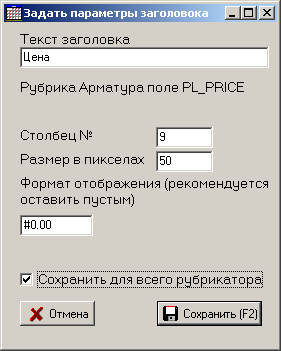 Задать параметры заголовока
Текст заголовка
Цена
Рубрика Арматура поле PL_PRICE
Столбец № 9
Размер в пикселах 50
Формат отображения (рекомендуется
оставить пустым)
#0.00
Сохранить для всего рубрикатора
Отмена Сохранить (F2)